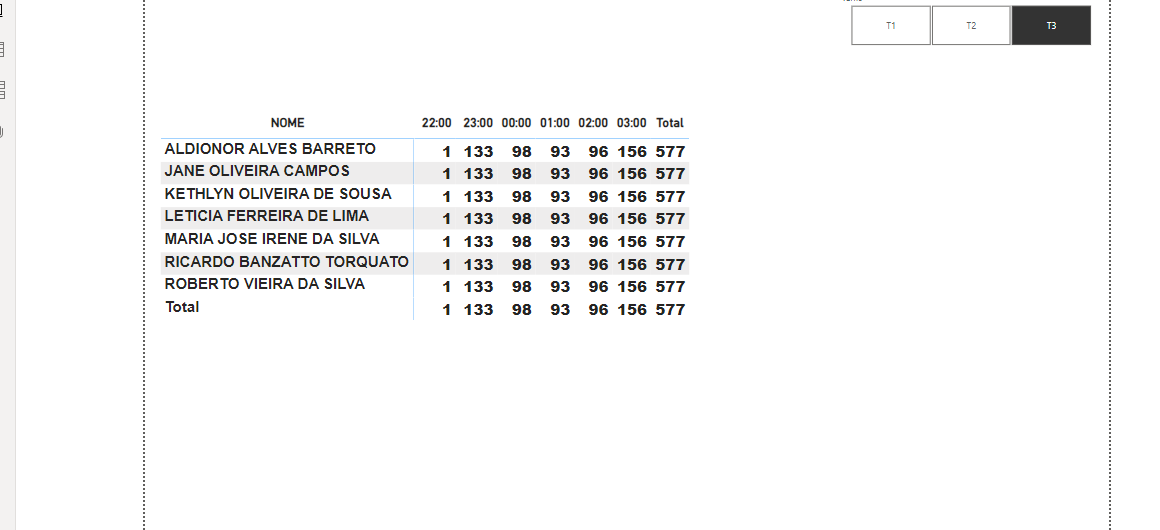 T1 T2 T3
NOME 22:00 23:00 00:00 01:00 02:00 03:00 Total
ALDIONOR ALVES BARRETO 1 133 98 93 96 156 577
JANE OLIVEIRA CAMPOS 1 133 98 93 96 156 577
KETHLYN OLIVEIRA DE SOUSA 1 133 98 93 96 156 577
LETICIA FERREIRA DE LIMA 1 133 98 93 96 156 577
MARIA JOSE IRENE DA SILVA 1 133 98 93 96 156 577
RICARDO BANZATTO TORQUATO 1 133 98 93 96 156 577
ROBERTO VIEIRA DA SILVA 1 133 98 93 96 156 577
Total 1 133 98 93 96 156 577